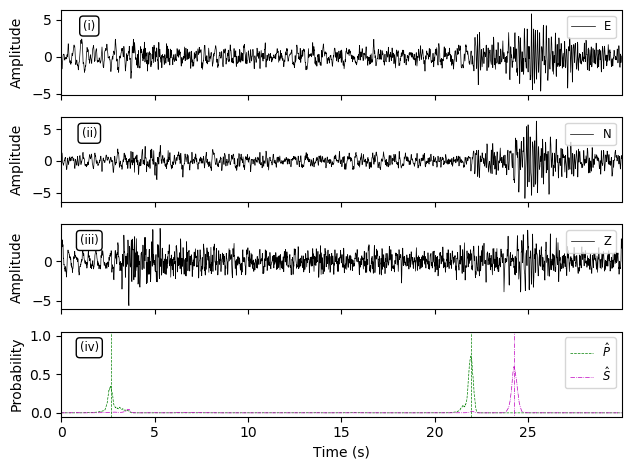 Amplitude
5
0
−5
(i)
E
Amplitude
5
0
−5
(ii)
N
Amplitude
0
−5
(iii)
Z
Probability
1.0
0.5
0.0
(iv)
P̂
Ŝ
0 5 10 15 20 25
Time (s)